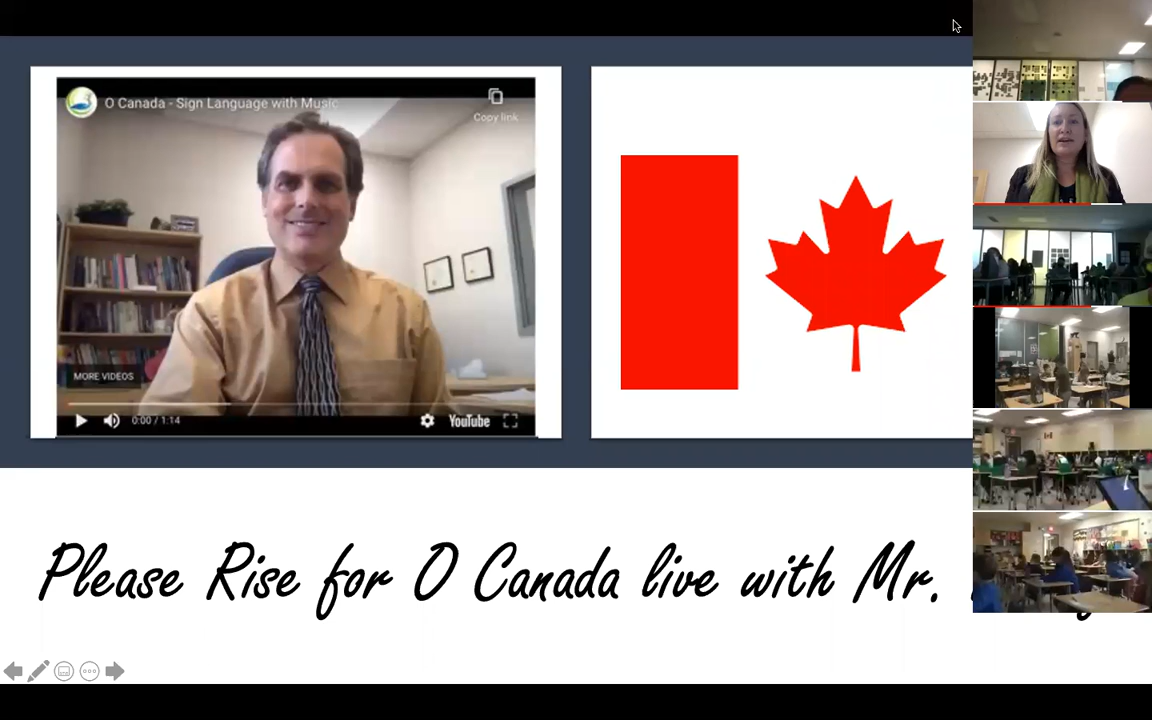 O Canada - Sign Language with Music
Copy link
MORE VIDEOS
0:00 / 1:14
YouTube
Please Rise for O Canada live with Mr.